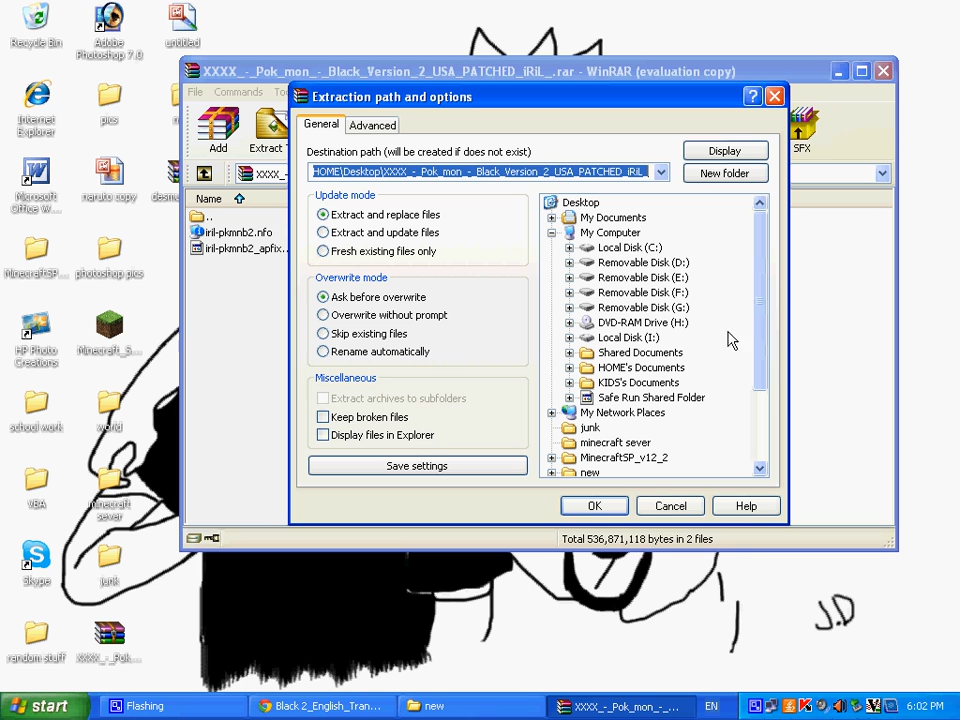 Recycle Bin
Adobe
Photoshop 7.0
untitled
Internet
Explorer
pics
Microsoft
Office W...
naruto copy
desmu
MinecraftSP...
photoshop pics
HP Photo
Creations
Minecraft_S...
school work
world
VBA
minecraft
sever
Skype
junk
random stuff
XXXX_-_Pok...
XXXX_-_Pok_mon_-_Black_Version_2_USA_PATCHED_iRiL_.rar - WinRAR (evaluation copy)
File Commands
Add
Extract
SFX
XXXX_-
Name
..
iril-pkmnb2.nfo
iril-pkmnb2_apfix...
Total 536,871,118 bytes in 2 files
Extraction path and options
General Advanced
Destination path (will be created if does not exist)
HOME\Desktop\XXXX_-_Pok_mon_-_Black_Version_2_USA_PATCHED_iRiL_
Display
New folder
Update mode
Extract and replace files
Extract and update files
Fresh existing files only
Overwrite mode
Ask before overwrite
Overwrite without prompt
Skip existing files
Rename automatically
Miscellaneous
Extract archives to subfolders
Keep broken files
Display files in Explorer
Save settings
Desktop
My Documents
My Computer
Local Disk (C:)
Removable Disk (D:)
Removable Disk (E:)
Removable Disk (F:)
Removable Disk (G:)
DVD-RAM Drive (H:)
Local Disk (I:)
Shared Documents
HOME's Documents
KIDS's Documents
Safe Run Shared Folder
My Network Places
junk
minecraft sever
MinecraftSP_v12_2
new
OK Cancel Help
J.D
start
Flashing
Black 2_English_Tran...
new
XXXX_-_Pok_mon_-...
EN
6:02 PM